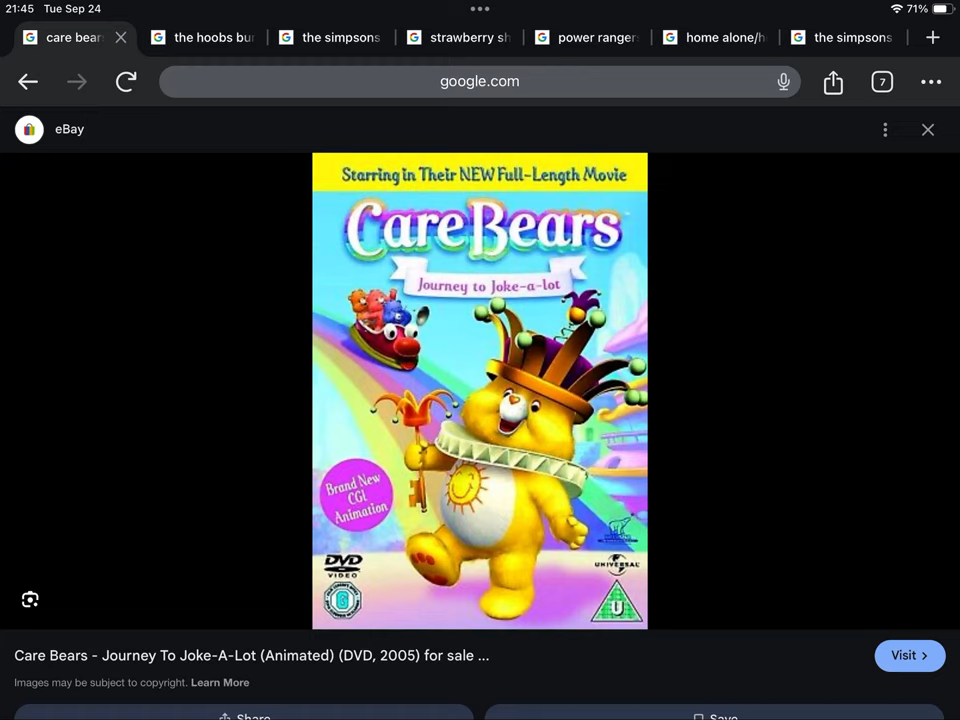 21:45 Tue Sep 24
71%
care bear
the hoobs bu
the simpsons
strawberry sh
power ranger
home alone/h
the simpsons
google.com
7
eBay
Starring in Their NEW Full-Length Movie
Care Bears
Journey to Joke-a-lot
Brand New
CGI
Animation
DVD
VIDEO
UNIVERSAL
U
Care Bears - Journey To Joke-A-Lot (Animated) (DVD, 2005) for sale ...
Visit
Images may be subject to copyright. Learn More
Share
Save